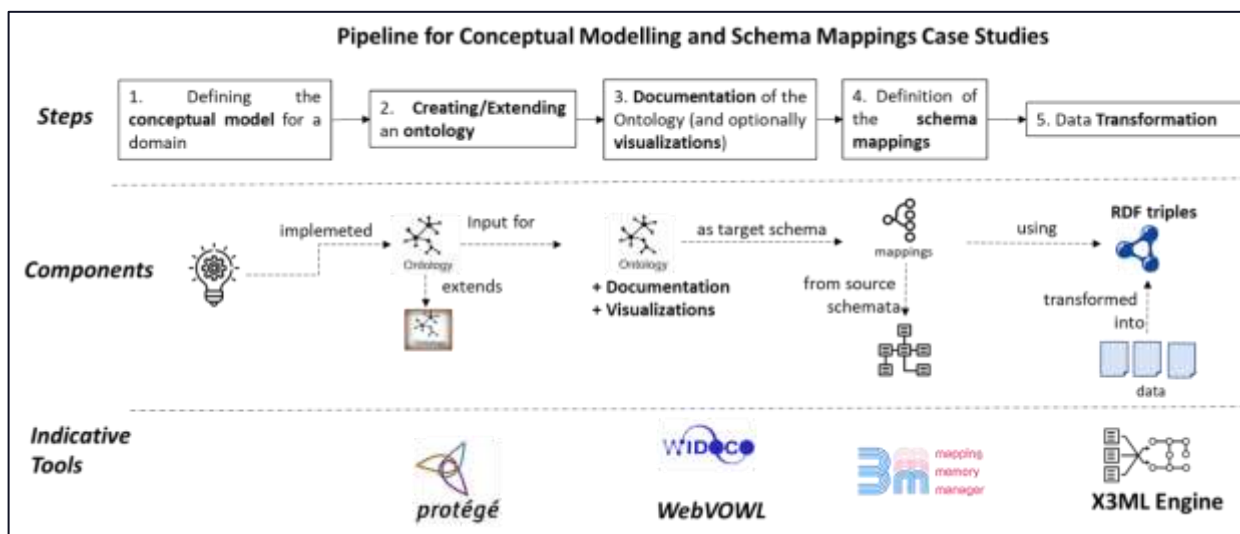 Pipeline for Conceptual Modelling and Schema Mappings Case Studies
Steps
1. Defining the
conceptual model for a
domain
2. Creating/Extending
an ontology
3. Documentation of the
Ontology (and optionally
visualizations)
4. Definition of
the schema
mappings
5. Data Transformation
Components
implemeted
Ontology
Input for
extends
Ontology
+ Documentation
+ Visualizations
as target schema
mappings
from source
schemata
using
RDF triples
transformed
into
data
Indicative
Tools
protégé
WIDOCO
WebVOWL
3m mapping
memory
manager
X3ML Engine